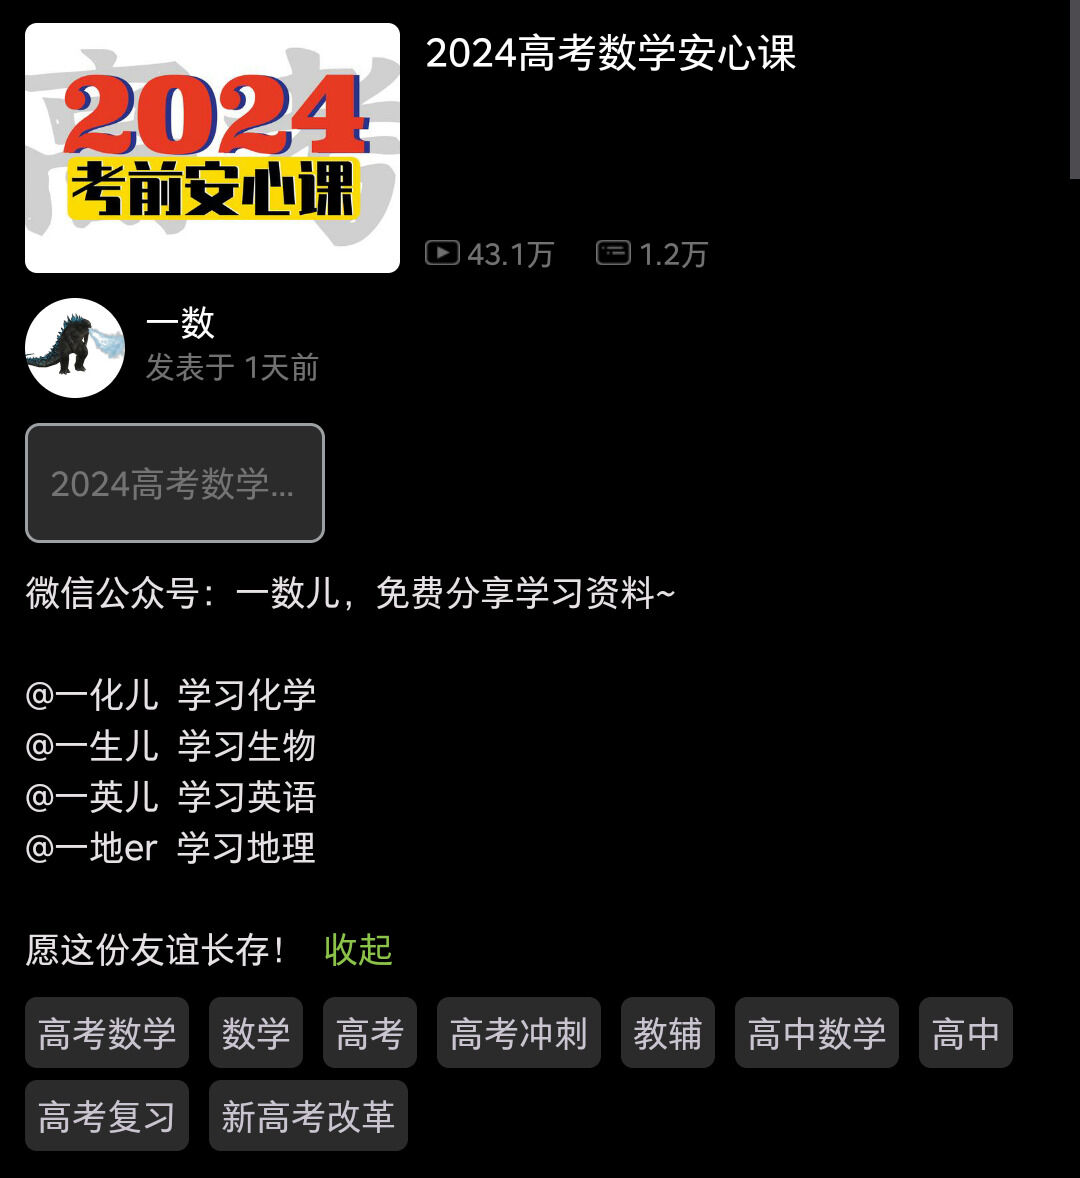 高考
2024
考前安心课
2024高考数学安心课
43.1万 1.2万
一数
发表于 1天前
2024高考数学...
微信公众号：一数儿，免费分享学习资料~
@一化儿 学习化学
@一生儿 学习生物
@一英儿 学习英语
@一地er 学习地理
愿这份友谊长存！ 收起
高考数学 数学 高考 高考冲刺 教辅 高中数学 高中
高考复习 新高考改革